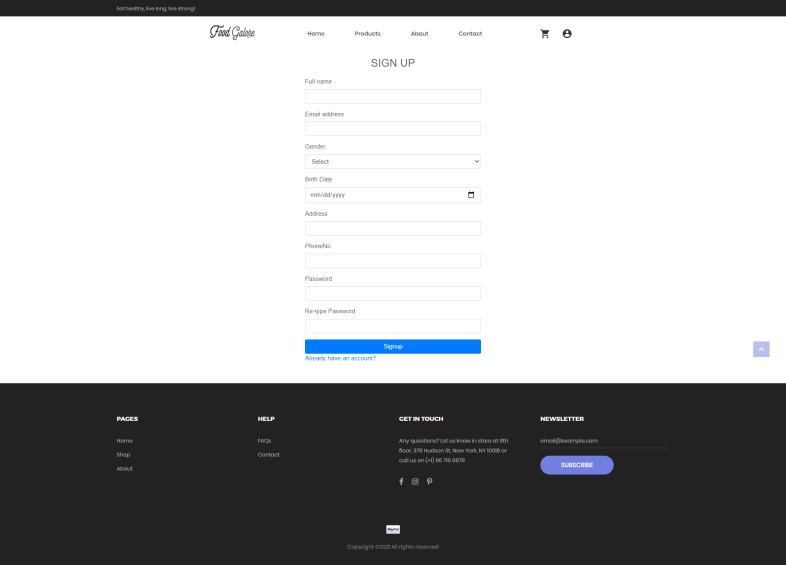 Eat healthy, live long, live strong!
Food Galore
Home Products About Contact
SIGN UP
Full name
Email address
Gender
Select
Birth Date
mm/dd/yyyy
Address
PhoneNo
Password
Re-type Password
Signup
Already have an account?
PAGES
Home
Shop
About
HELP
FAQs
Contact
GET IN TOUCH
Any questions? Let us know in store at 8th
floor, 379 Hudson St, New York, NY 10018 or
call us on (+1) 96 716 6879
NEWSLETTER
email@example.com
SUBSCRIBE
PayPal
Copyright ©2021 All rights reserved